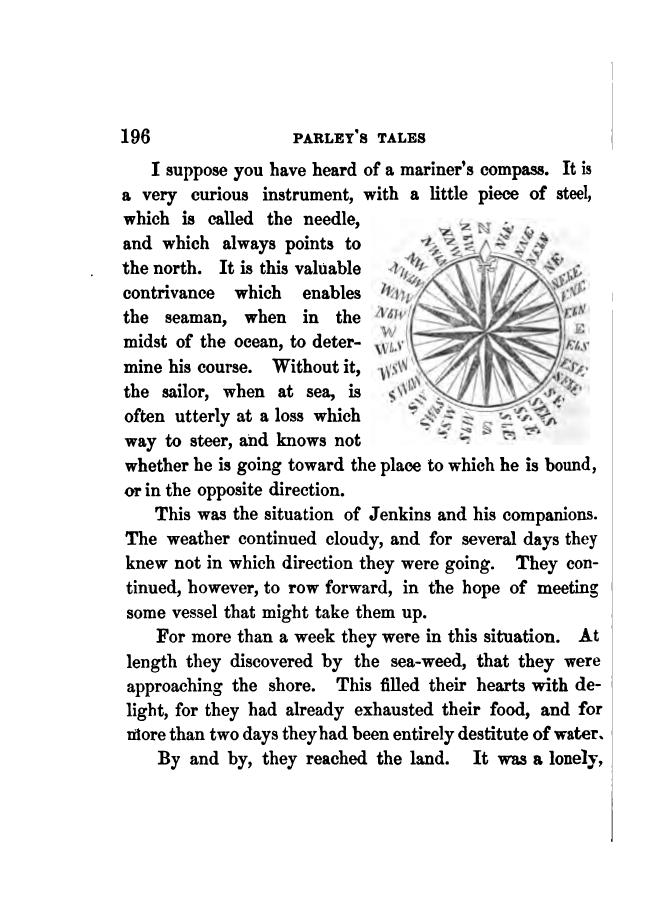 196 PARLEY'S TALES
I suppose you have heard of a mariner's compass. It is
a very curious instrument, with a little piece of steel,
which is called the needle,
and which always points to
the north. It is this valuable
contrivance which enables
the seaman, when in the
midst of the ocean, to deter-
mine his course. Without it,
the sailor, when at sea, is
often utterly at a loss which
way to steer, and knows not
N
NbE
NNE
NEbN
NE
NEbE
ENE
EbN
E
EbS
ESE
SEbE
SE
SEbS
SSE
SbE
S
SbW
SSW
SWbS
SW
SWbW
WSW
WbS
W
NbW
WNW
NWbW
NW
NWbN
NNW
NbW
whether he is going toward the place to which he is bound,
or in the opposite direction.
This was the situation of Jenkins and his companions.
The weather continued cloudy, and for several days they
knew not in which direction they were going. They con-
tinued, however, to row forward, in the hope of meeting
some vessel that might take them up.
For more than a week they were in this situation. At
length they discovered by the sea-weed, that they were
approaching the shore. This filled their hearts with de-
light, for they had already exhausted their food, and for
more than two days they had been entirely destitute of water.
By and by, they reached the land. It was a lonely,